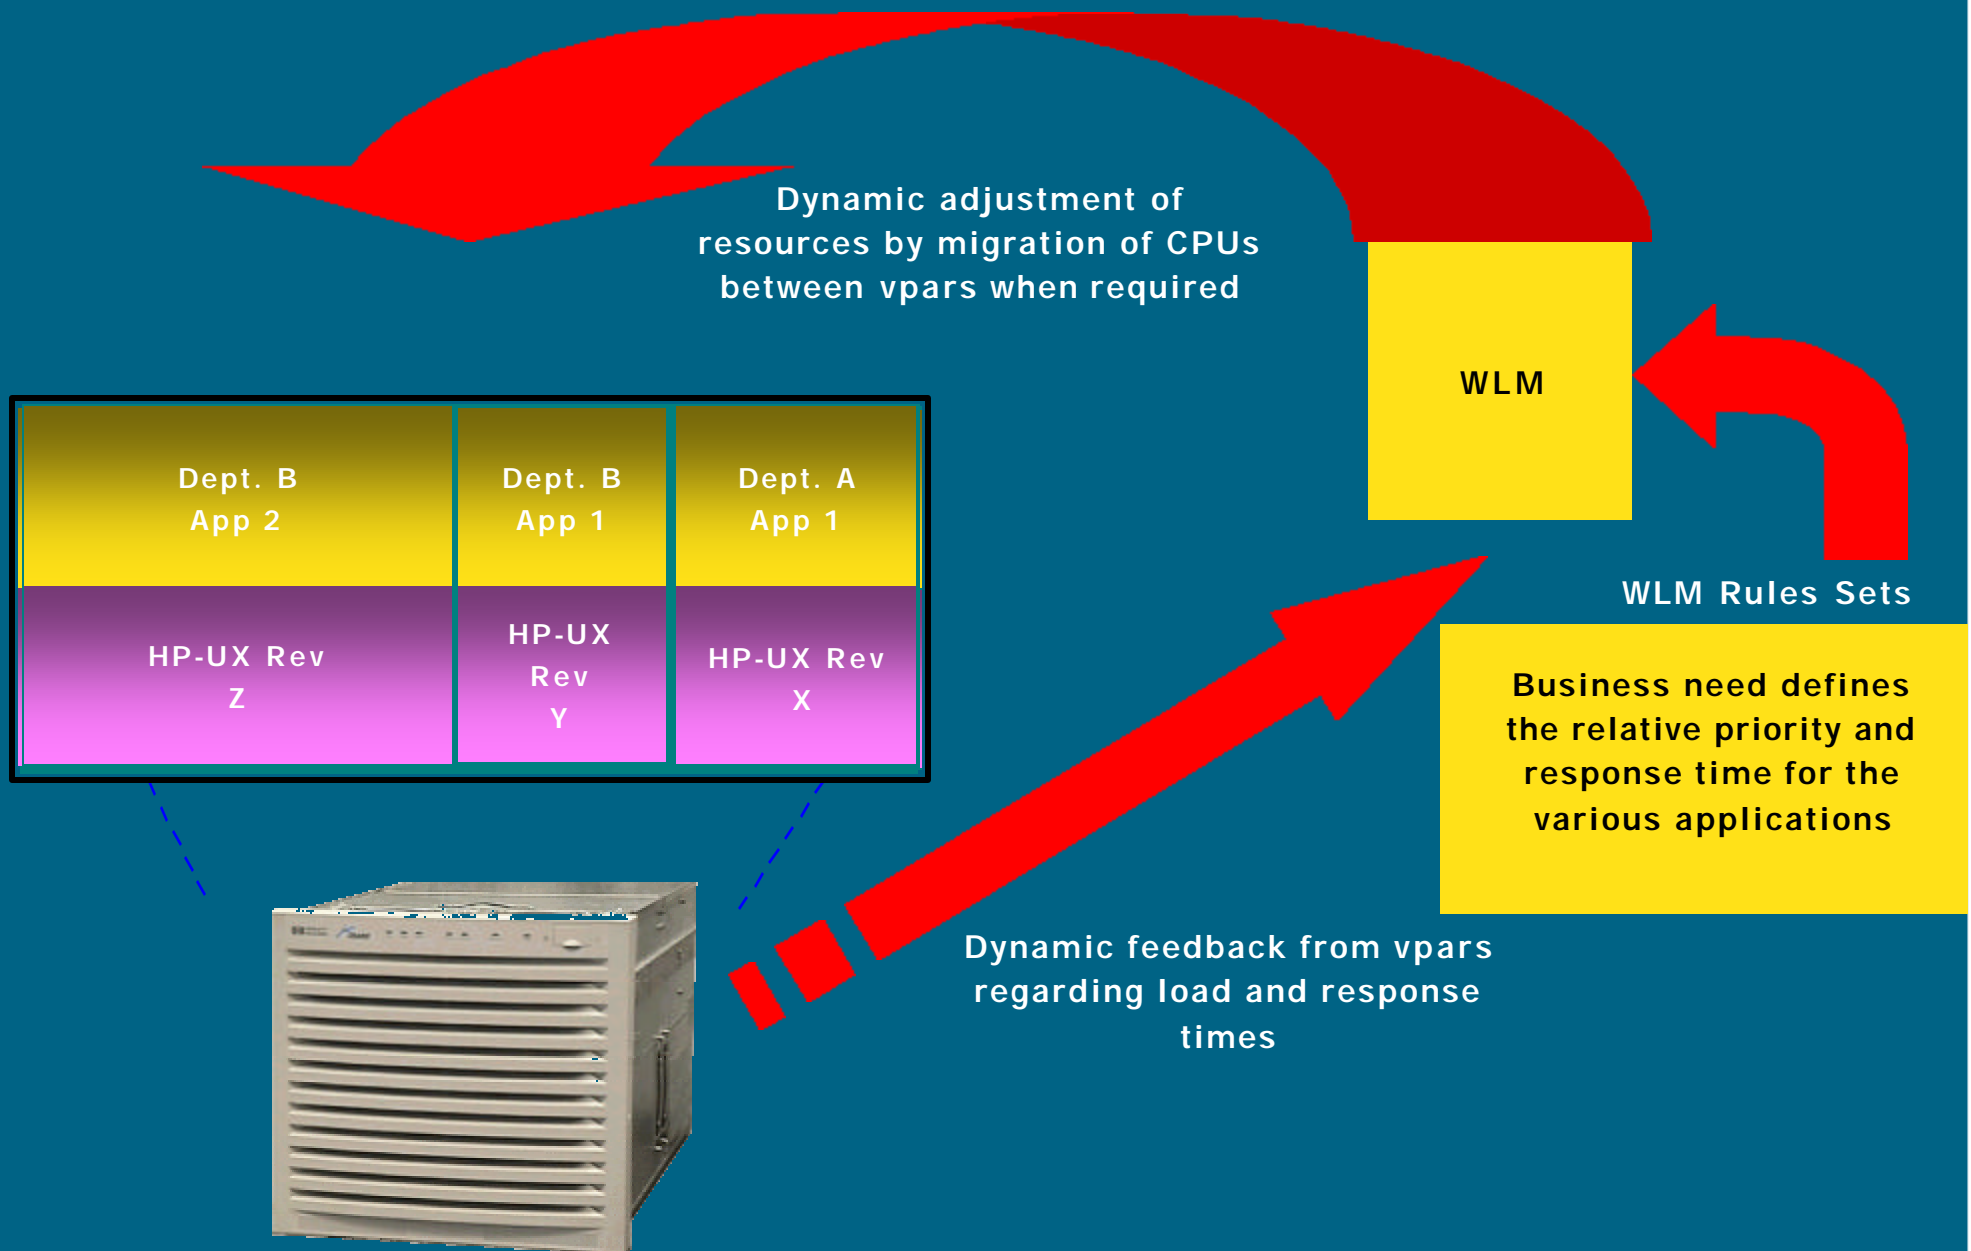 Dynamic adjustment of
resources by migration of CPUs
between vpars when required
WLM
Dept. B
App 2
Dept. B
App 1
Dept. A
App 1
HP-UX Rev
Z
HP-UX
Rev
Y
HP-UX Rev
X
WLM Rules Sets
Business need defines
the relative priority and
response time for the
various applications
Dynamic feedback from vpars
regarding load and response
times